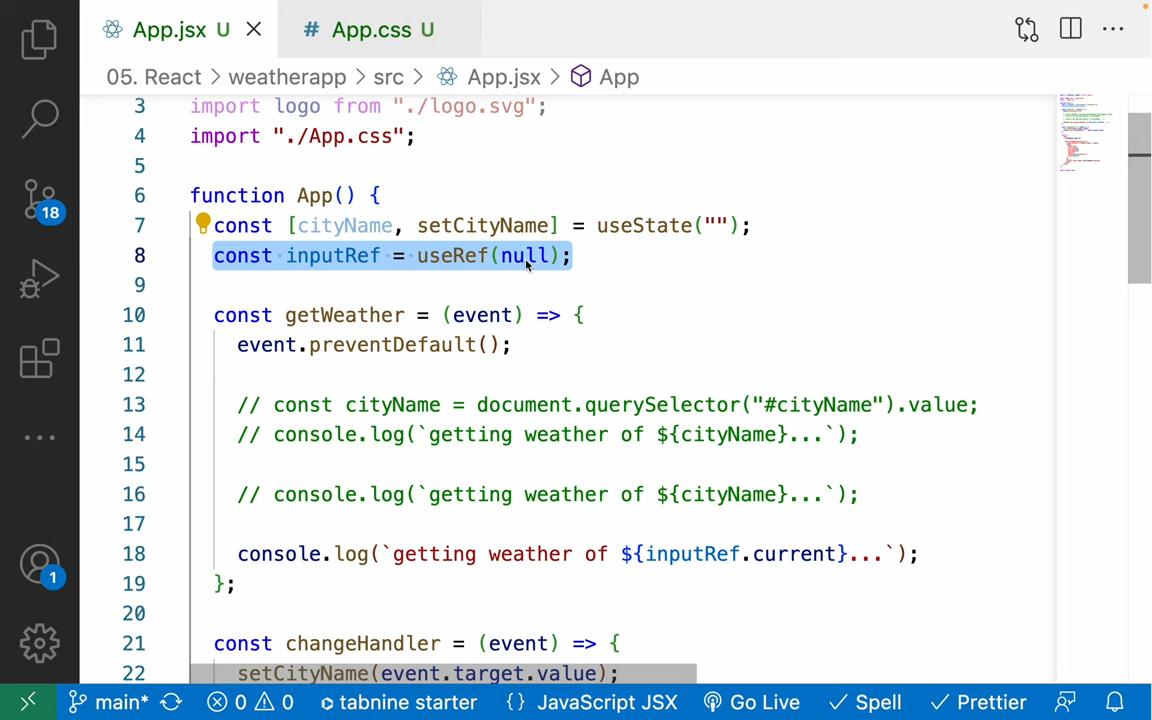 App.jsx U
# App.css U
05. React > weatherapp > src > App.jsx > App
3 import logo from "./logo.svg";
4 import "./App.css";
5
6 function App() {
7 const [cityName, setCityName] = useState("");
8 const inputRef = useRef(null);
9
10 const getWeather = (event) => {
11 event.preventDefault();
12
13 // const cityName = document.querySelector("#cityName").value;
14 // console.log(`getting weather of ${cityName}...`);
15
16 // console.log(`getting weather of ${cityName}...`);
17
18 console.log(`getting weather of ${inputRef.current}...`);
19 };
20
21 const changeHandler = (event) => {
22 setCityName(event.target.value);
18
1
main* 0 0 tabnine starter {} JavaScript JSX Go Live Spell Prettier